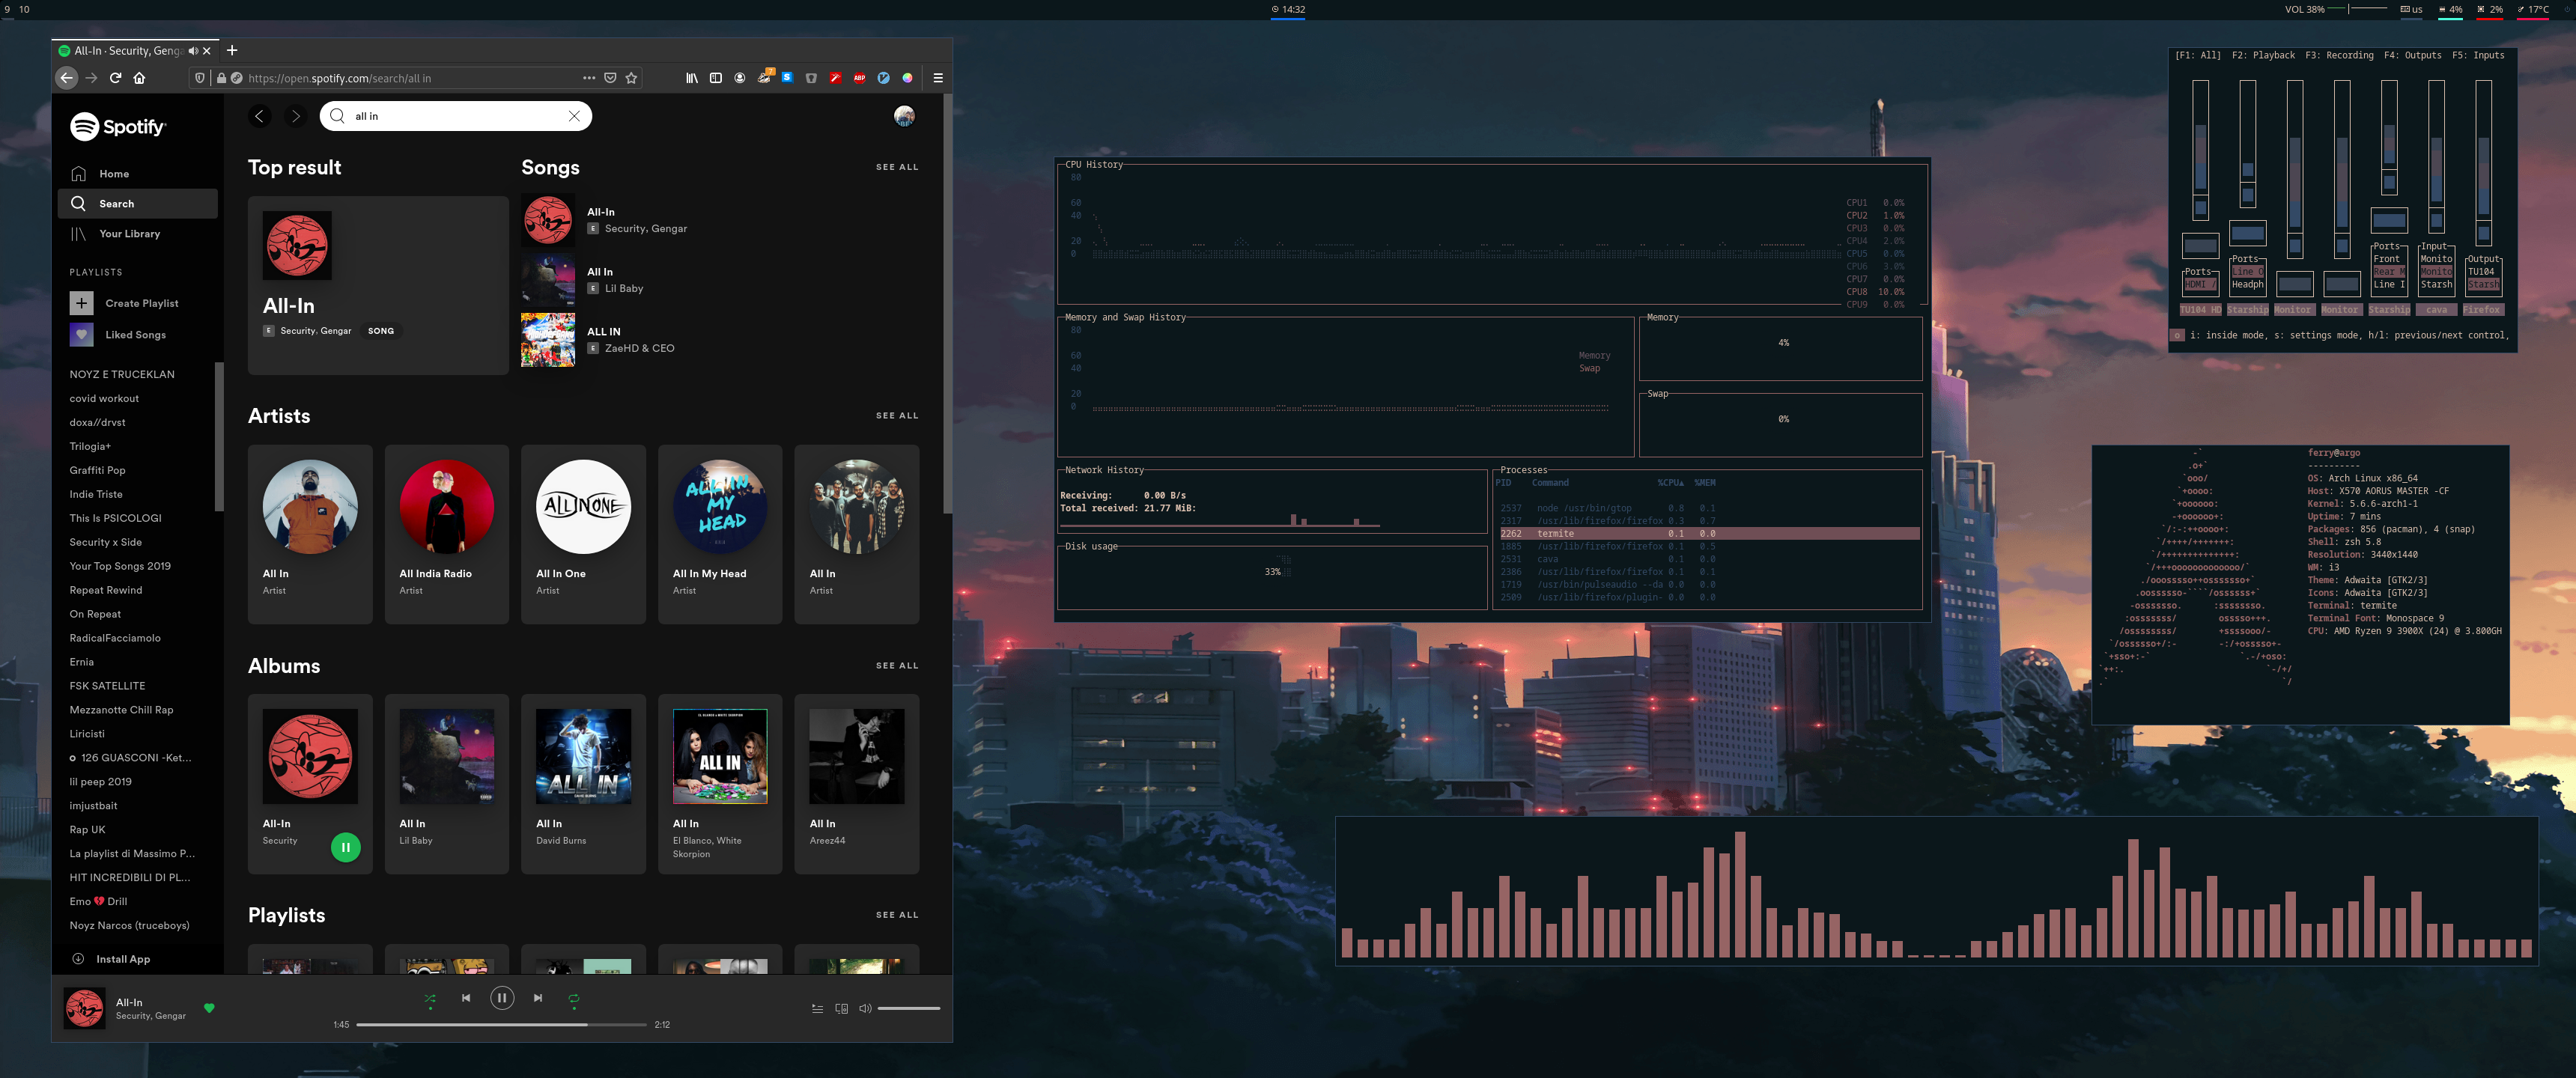 9 10
14:32
VOL 38%
us
4%
2%
17°C
All-In · Security, Genga
https://open.spotify.com/search/all in
ABP
Spotify
Home
Search
Your Library
PLAYLISTS
Create Playlist
Liked Songs
NOYZ E TRUCEKLAN
covid workout
doxa//drvst
Trilogia+
Graffiti Pop
Indie Triste
This Is PSICOLOGI
Security x Side
Your Top Songs 2019
Repeat Rewind
On Repeat
RadicalFacciamolo
Ernia
FSK SATELLITE
Mezzanotte Chill Rap
Liricisti
126 GUASCONI -Ket...
lil peep 2019
imjustbait
Rap UK
La playlist di Massimo P...
HIT INCREDIBILI DI PL...
Emo 💔 Drill
Noyz Narcos (truceboys)
Install App
all in
Top result
All-In
E Security, Gengar SONG
Songs
SEE ALL
All-In
E Security, Gengar
All In
E Lil Baby
ALL IN
E ZaeHD & CEO
Artists
SEE ALL
ALL IN ONE
ALL IN MY HEAD
All In
Artist
All India Radio
Artist
All In One
Artist
All In My Head
Artist
All In
Artist
Albums
SEE ALL
ALL IN
ALL IN
All-In
Security
All In
Lil Baby
All In
David Burns
All In
El Blanco, White
Skorpion
All In
Areez44
Playlists
SEE ALL
All-In
Security, Gengar
1:45
2:12
CPU History
80
60
40
20
0
CPU1 0.0%
CPU2 1.0%
CPU3 0.0%
CPU4 2.0%
CPU5 0.0%
CPU6 3.0%
CPU7 0.0%
CPU8 10.0%
CPU9 0.0%
Memory and Swap History
80
60
40
20
0
Memory
Swap
Memory
4%
Swap
0%
Network History
Receiving: 0.00 B/s
Total received: 21.77 MiB:
Disk usage
33%
Processes
PID Command %CPU▲ %MEM
2537 node /usr/bin/gtop 0.8 0.1
2317 /usr/lib/firefox/firefox 0.3 0.7
2262 termite 0.1 0.0
1885 /usr/lib/firefox/firefox 0.1 0.5
2531 cava 0.1 0.0
2386 /usr/lib/firefox/firefox 0.1 0.1
1719 /usr/bin/pulseaudio --da 0.0 0.0
2509 /usr/lib/firefox/plugin- 0.0 0.0
[F1: All] F2: Playback F3: Recording F4: Outputs F5: Inputs
Ports
HDMI /
TU104 HD
Ports
Line O
Headph
Starship
Monitor
Monitor
Ports
Front
Rear M
Line I
Starship
Input
Monito
Monito
Starsh
cava
Output
TU104
Starsh
Firefox
o i: inside mode, s: settings mode, h/l: previous/next control,
ferry@argo
----------
OS: Arch Linux x86_64
Host: X570 AORUS MASTER -CF
Kernel: 5.6.6-arch1-1
Uptime: 7 mins
Packages: 856 (pacman), 4 (snap)
Shell: zsh 5.8
Resolution: 3440x1440
WM: i3
Theme: Adwaita [GTK2/3]
Icons: Adwaita [GTK2/3]
Terminal: termite
Terminal Font: Monospace 9
CPU: AMD Ryzen 9 3900X (24) @ 3.800GH